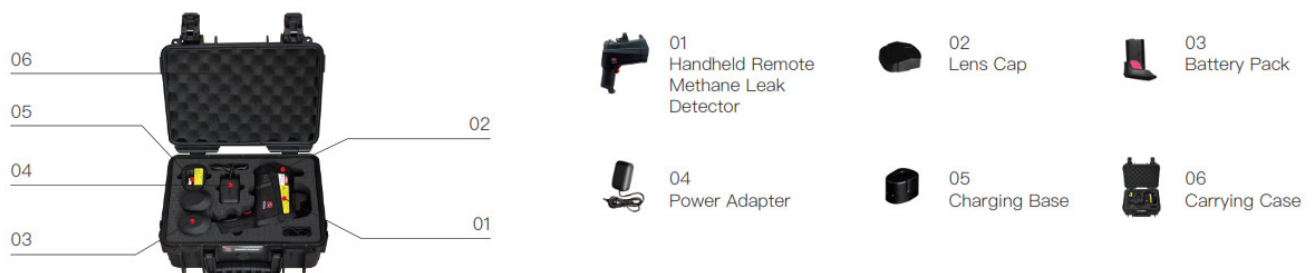 06
05
04
03
02
01
01
Handheld Remote
Methane Leak
Detector
02
Lens Cap
03
Battery Pack
04
Power Adapter
05
Charging Base
06
Carrying Case